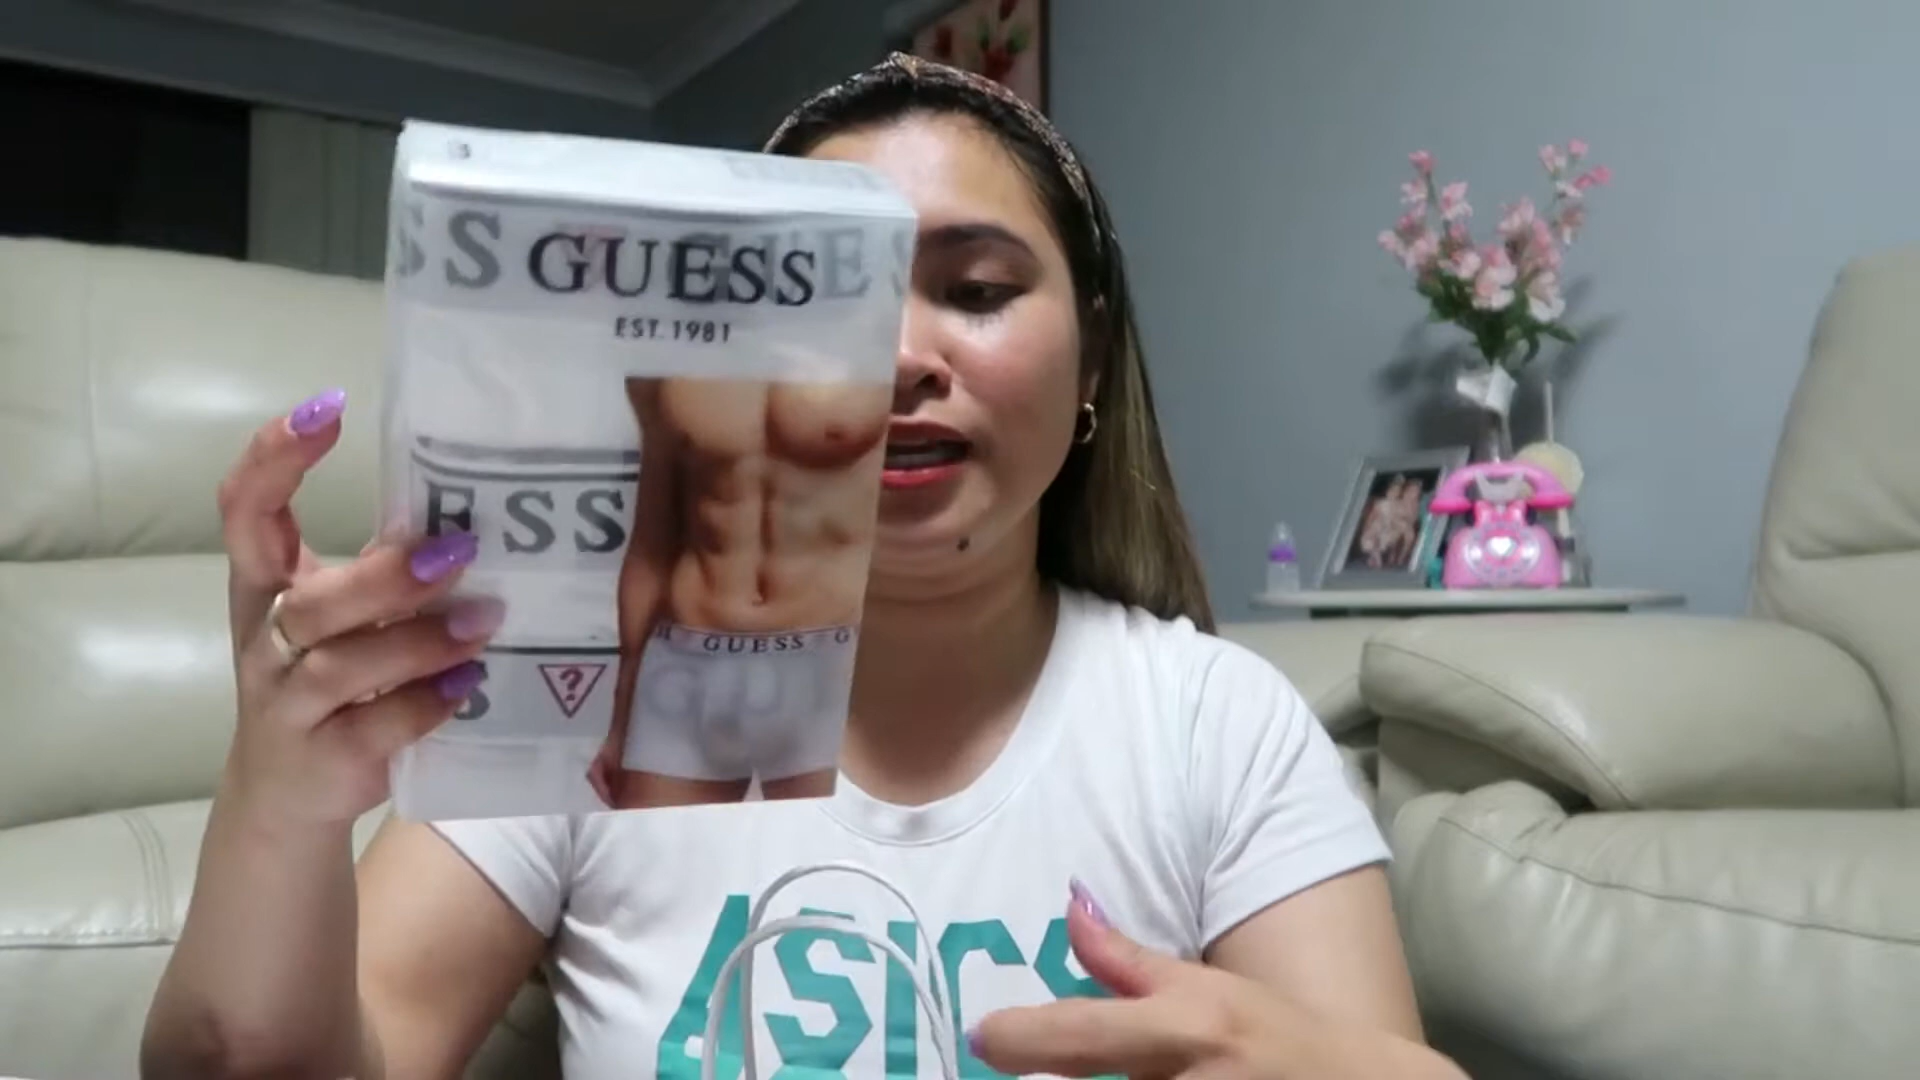 S S GUESS E S
EST. 1981
ESS
GUESS G
S ?
ASICS